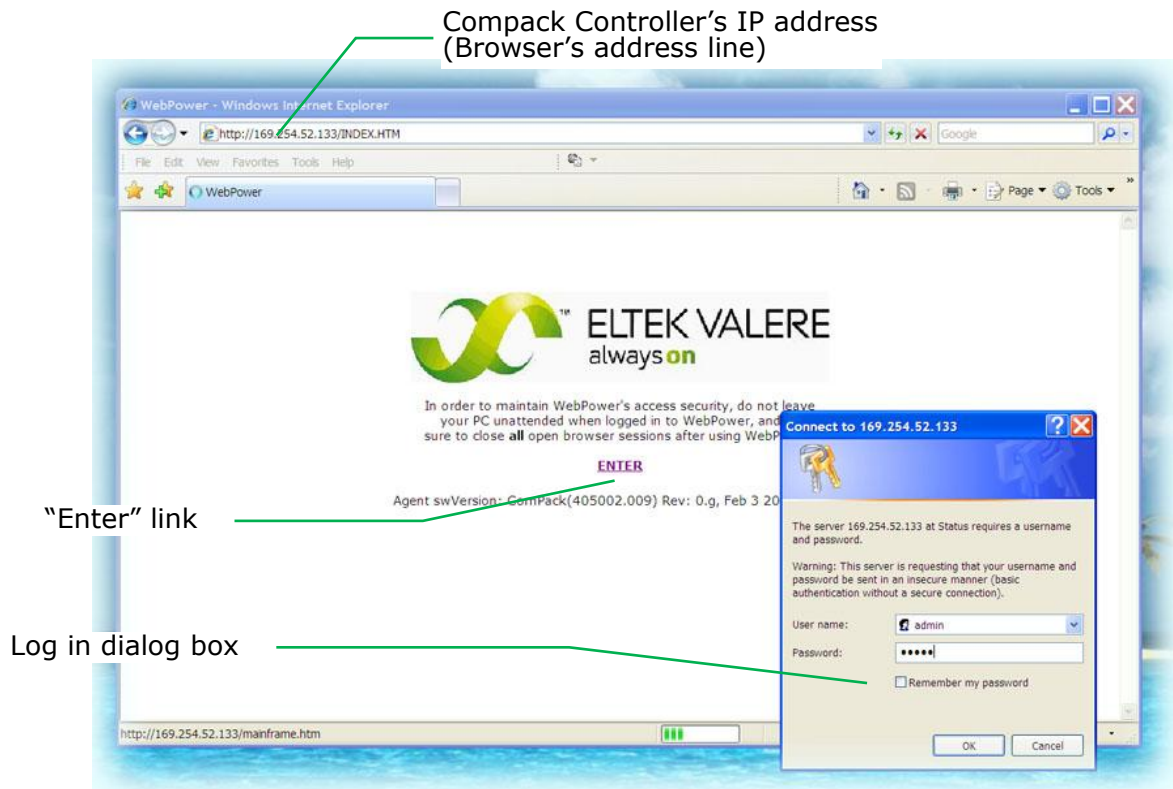 Compack Controller's IP address
(Browser's address line)
WebPower - Windows Internet Explorer
http://169.254.52.133/INDEX.HTM
Google
File Edit View Favorites Tools Help
WebPower
Page Tools »
™ ELTEK VALERE
always on
In order to maintain WebPower's access security, do not leave
your PC unattended when logged in to WebPower, and
sure to close all open browser sessions after using WebP
ENTER
Agent swVersion: ComPack(405002.009) Rev: 0.g, Feb 3 20
"Enter" link
Log in dialog box
Connect to 169.254.52.133
The server 169.254.52.133 at Status requires a username
and password.
Warning: This server is requesting that your username and
password be sent in an insecure manner (basic
authentication without a secure connection).
User name: admin
Password: •••••
Remember my password
OK Cancel
http://169.254.52.133/mainframe.htm